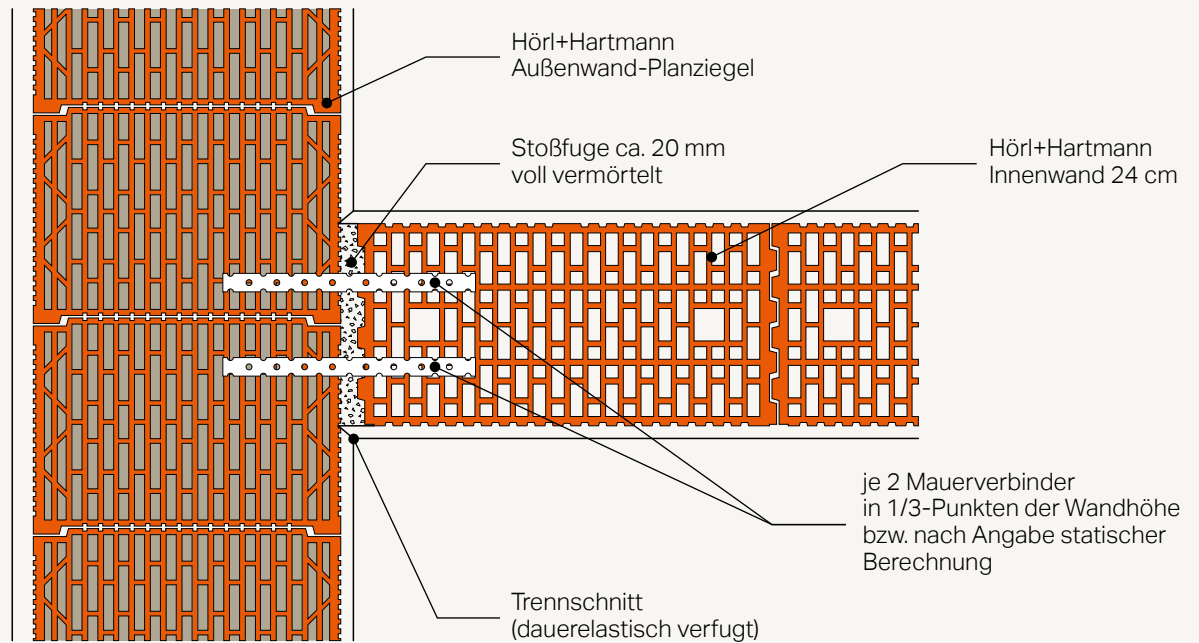 Hörl+Hartmann
Außenwand-Planziegel
Stoßfuge ca. 20 mm
voll vermörtelt
Hörl+Hartmann
Innenwand 24 cm
je 2 Mauerverbinder
in 1/3-Punkten der Wandhöhe
bzw. nach Angabe statischer
Berechnung
Trennschnitt
(dauerelastisch verfugt)